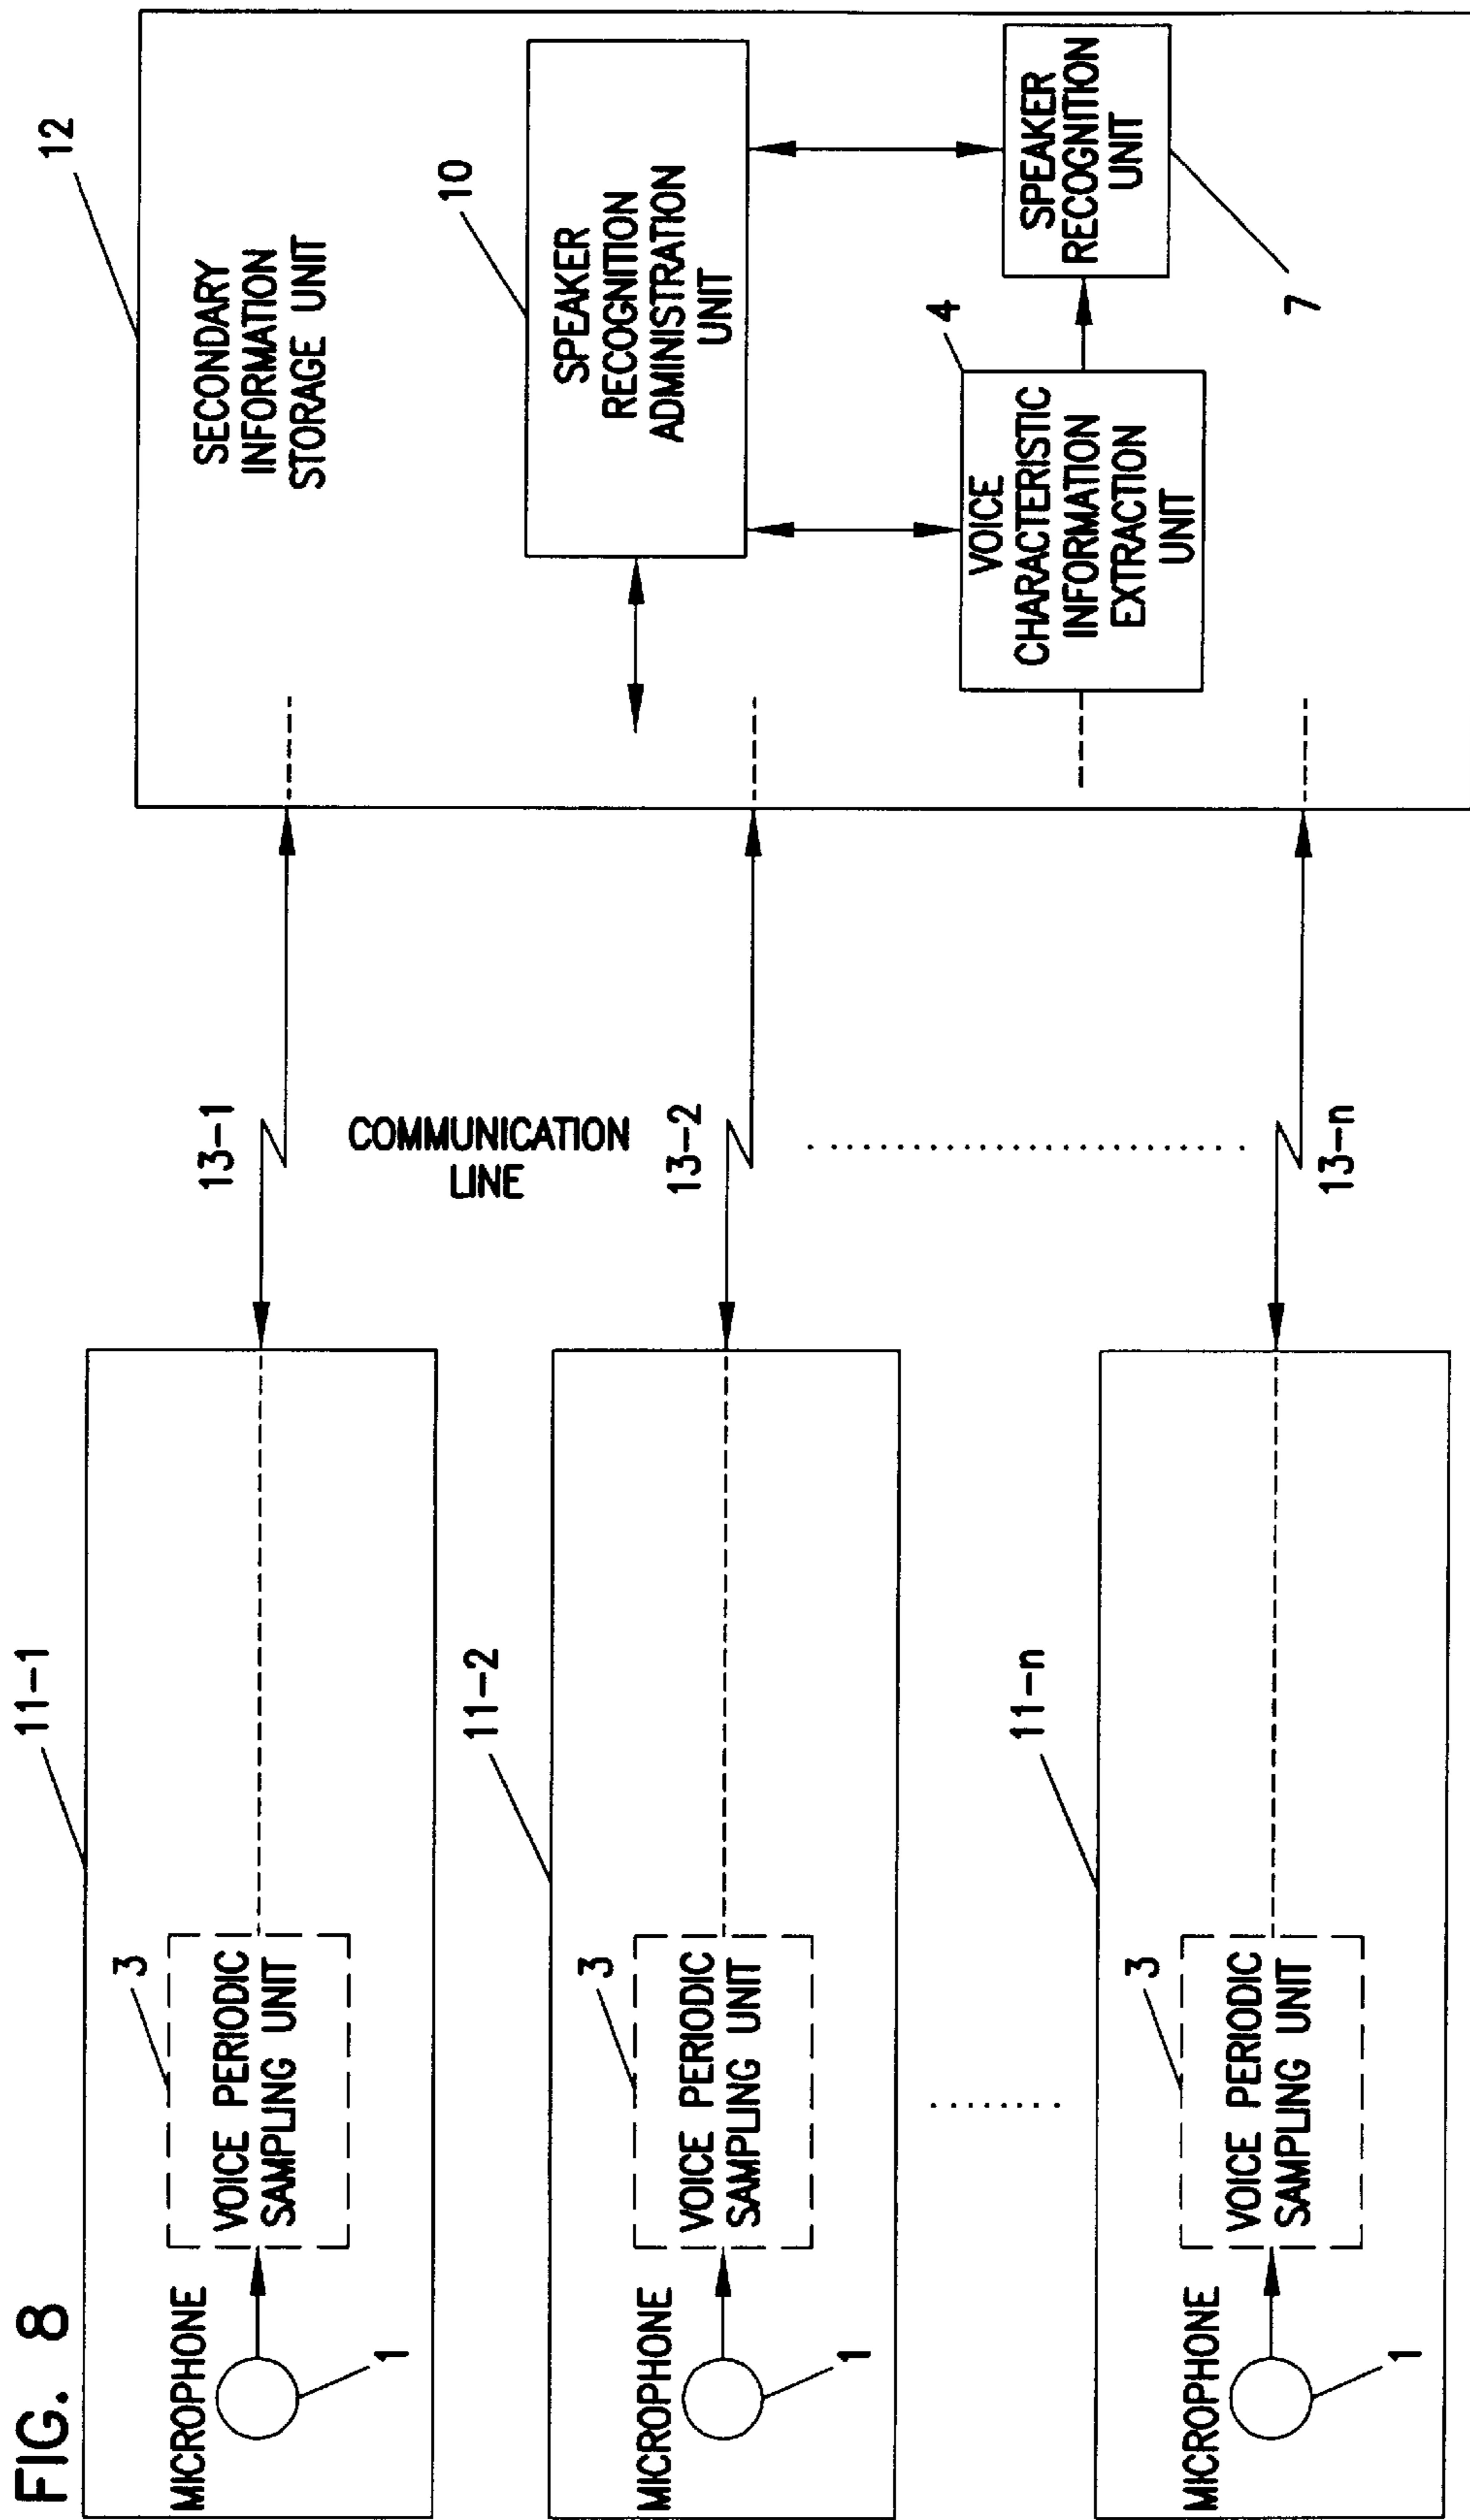 FIG. 8
11-1
MICROPHONE
1
3
VOICE PERIODIC
SAMPLING UNIT
11-2
MICROPHONE
1
3
VOICE PERIODIC
SAMPLING UNIT
11-n
MICROPHONE
1
3
VOICE PERIODIC
SAMPLING UNIT
13-1
COMMUNICATION
LINE
13-2
13-n
12
SECONDARY
INFORMATION
STORAGE UNIT
10
SPEAKER
RECOGNITION
ADMINISTRATION
UNIT
4
VOICE
CHARACTERISTIC
INFORMATION
EXTRACTION
UNIT
SPEAKER
RECOGNITION
UNIT
7